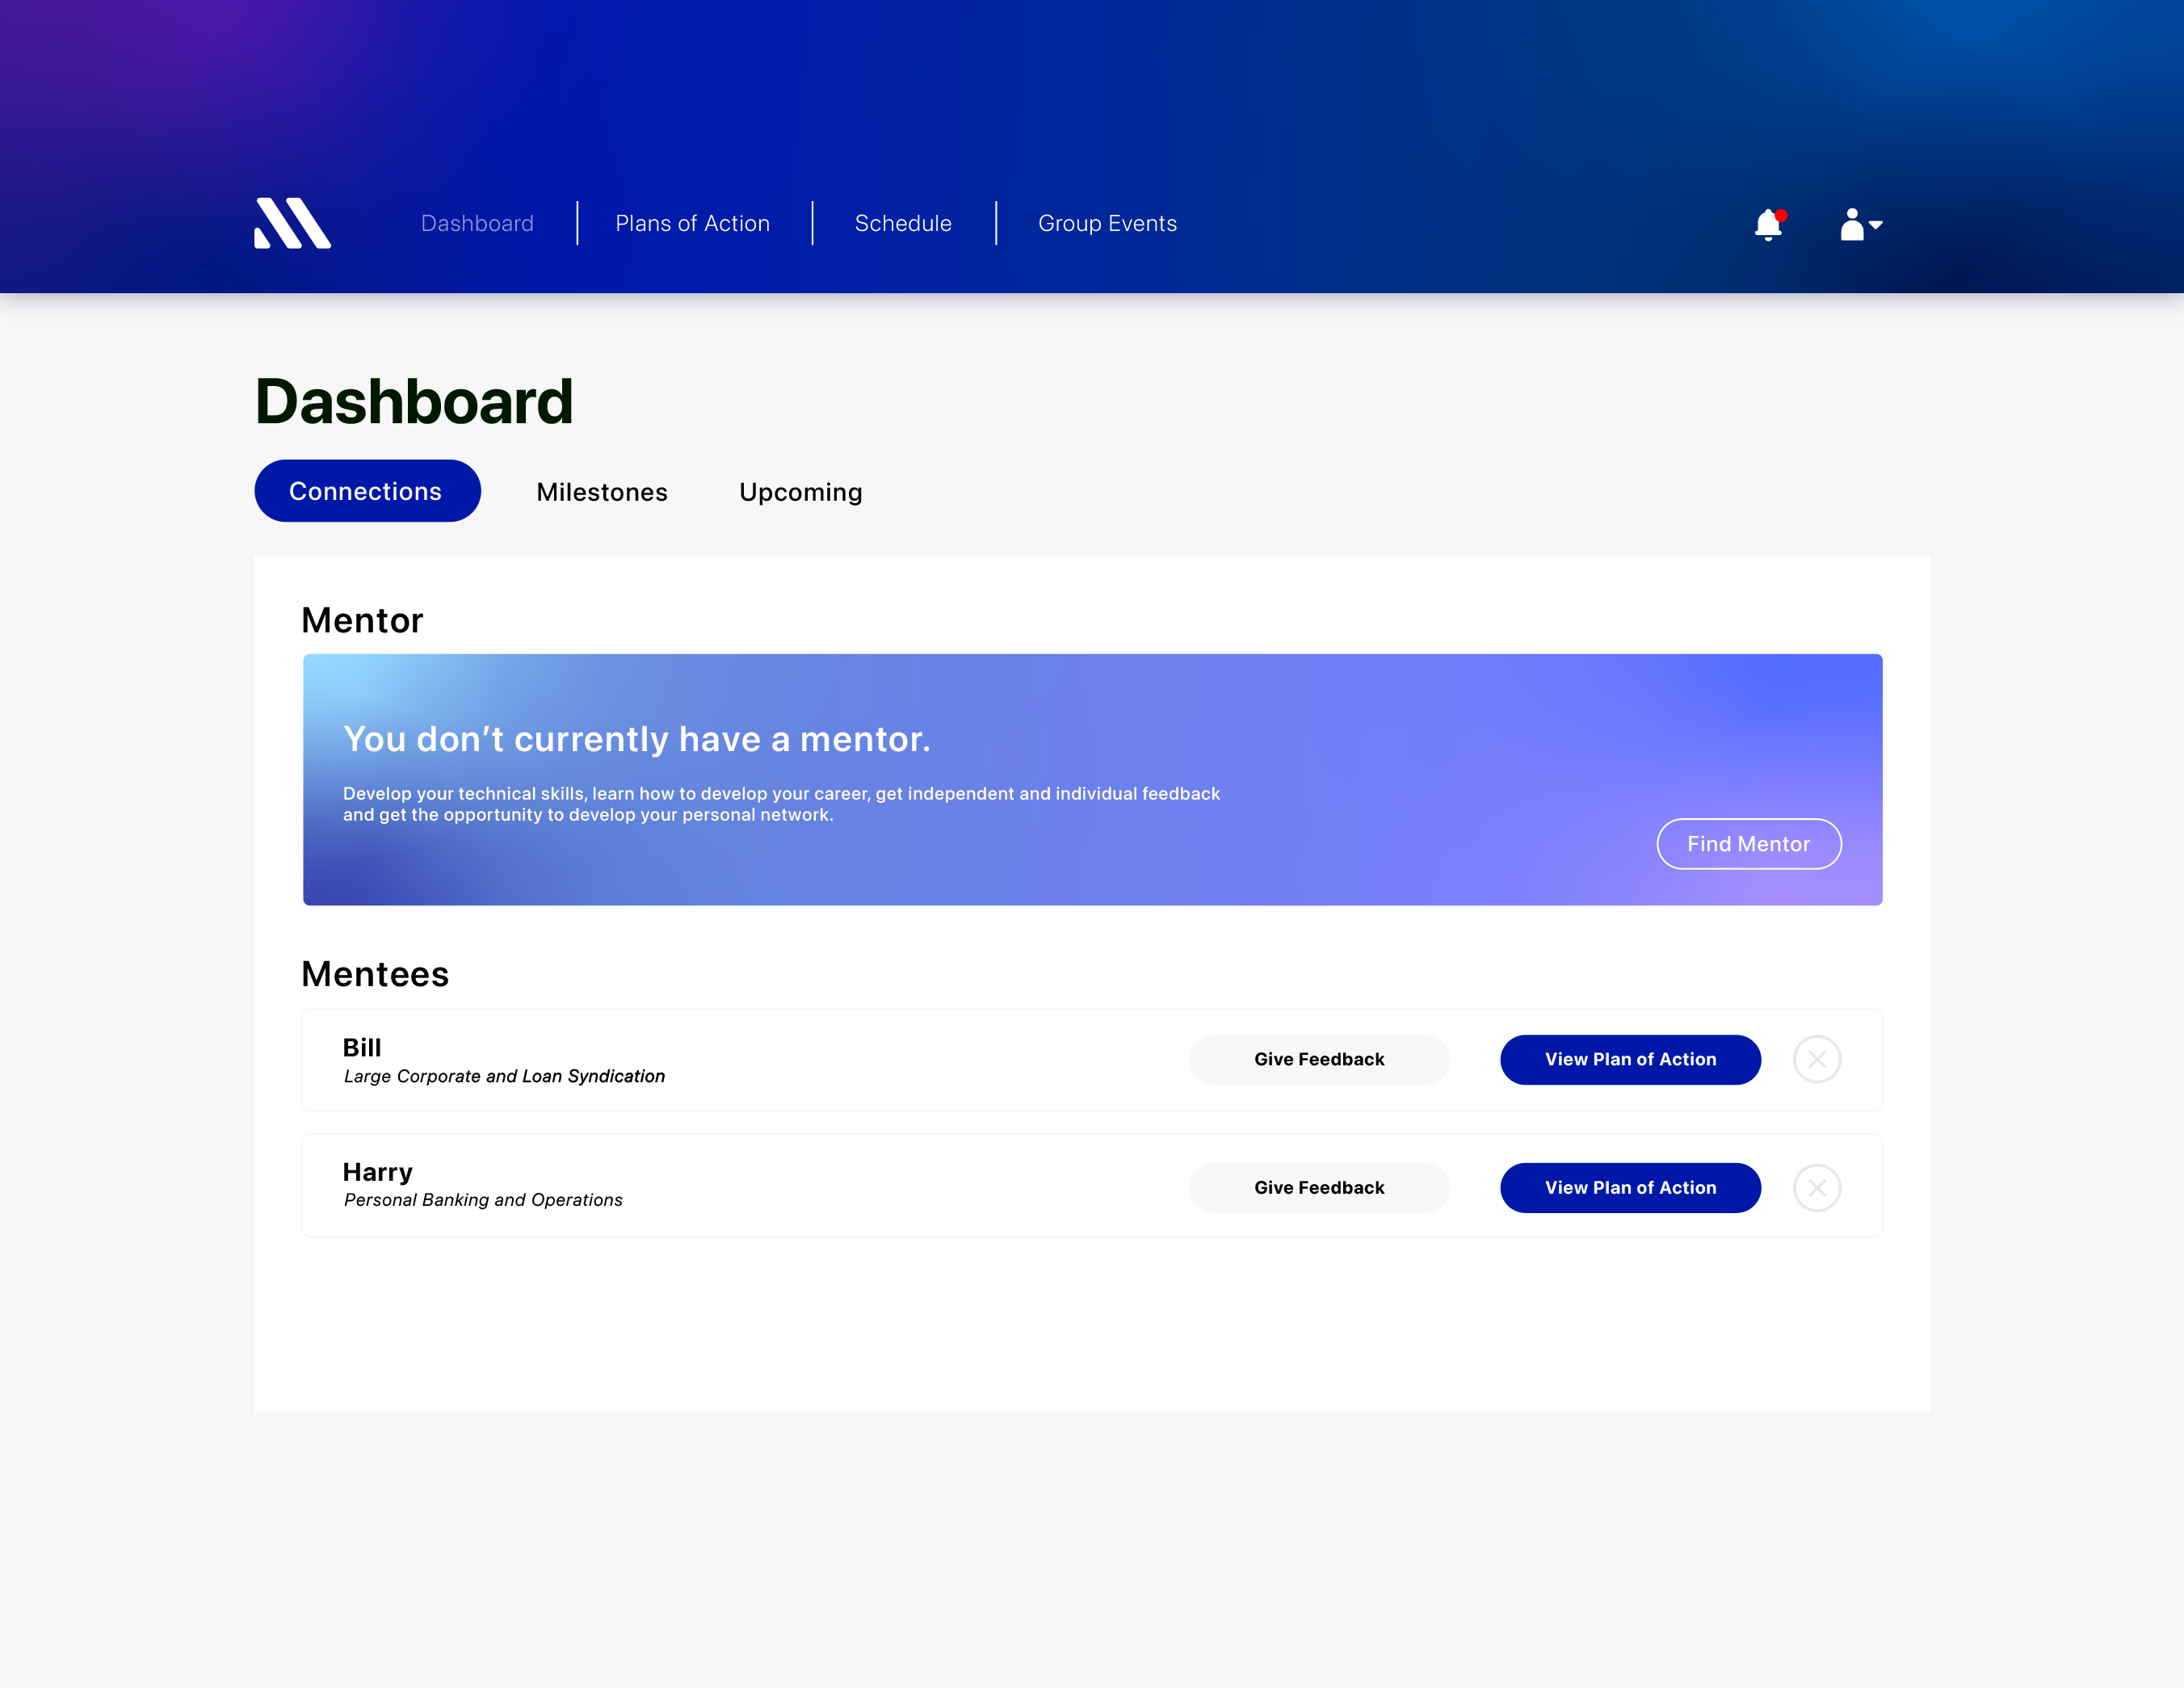 Dashboard
Plans of Action
Schedule
Group Events
Dashboard
Connections
Milestones
Upcoming
Mentor
You don’t currently have a mentor.
Develop your technical skills, learn how to develop your career, get independent and individual feedback
and get the opportunity to develop your personal network.
Find Mentor
Mentees
Bill
Large Corporate and Loan Syndication
Give Feedback
View Plan of Action
Harry
Personal Banking and Operations
Give Feedback
View Plan of Action